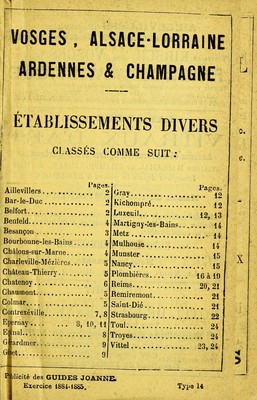 VOSGES, ALSACE-LORRAINE
ARDENNES & CHAMPAGNE
ÉTABLISSEMENTS DIVERS
CLASSÉS COMME SUIT :
Pages.
Aillevillers 2
Bar-le-Duc 2
Belfort 2
Benfeld 4
Besançon 3
Bourbonne-les-Bains 4
Châlons-sur-Marne 4
Charleville-Mézières 5
Château-Thierry 5
Chatenoy 6
Chaumont 5
Colmar 5
Contrexéville 7, 8
Epernay 8, 10, 11
Epinal 8
Gérardmer 9
Giet 9
Pages.
Gray 12
Kichompré 12
Luxeuil 12, 13
Martigny-les-Bains 14
Metz 14
Mulhouse 14
Munster 15
Nancy 15
Plombières 16 à 19
Reims 20, 21
Remiremont 21
Saint-Dié 21
Strasbourg 22
Toul 24
Troyes 24
Vittel 23, 24
Publicité des GUIDES JOANNE.
Exercice 1884-1885.
Type 14